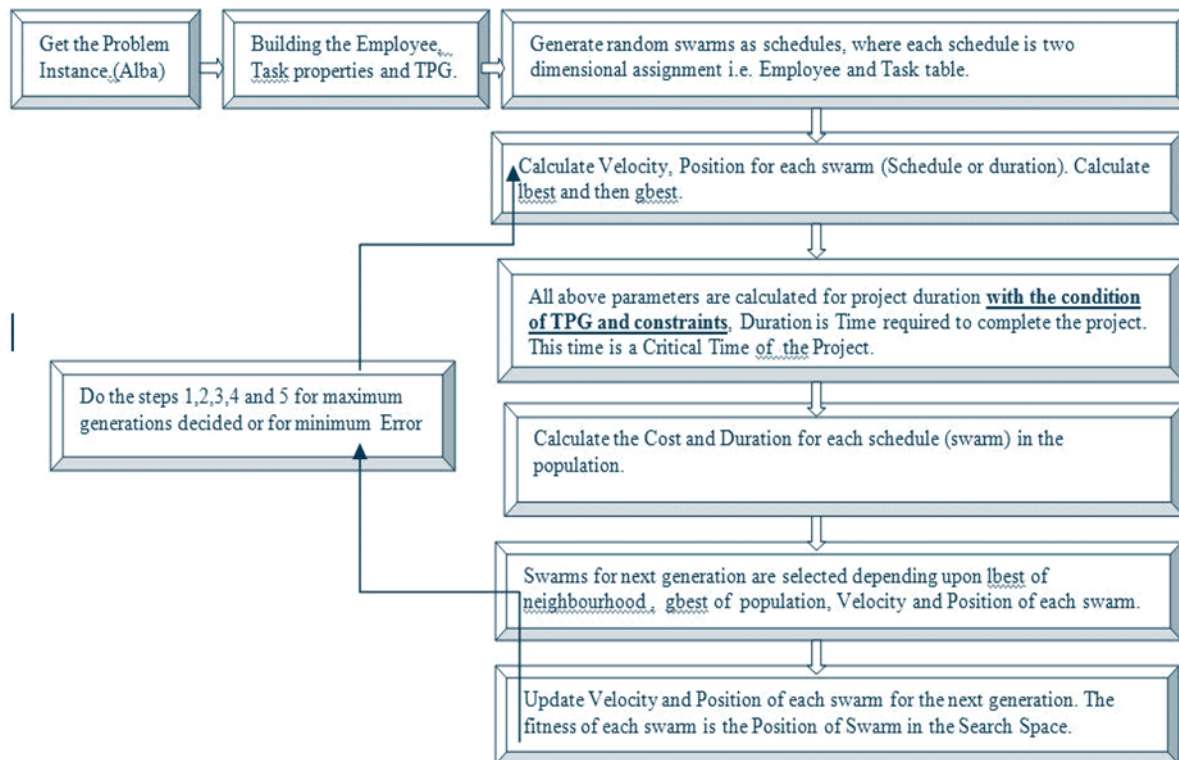 Get the Problem
Instance.(Alba)
Building the Employee,
Task properties and TPG.
Generate random swarms as schedules, where each schedule is two
dimensional assignment i.e. Employee and Task table.
Calculate Velocity, Position for each swarm (Schedule or duration). Calculate
lbest and then gbest.
All above parameters are calculated for project duration with the condition
of TPG and constraints, Duration is Time required to complete the project.
This time is a Critical Time of the Project.
Do the steps 1,2,3,4 and 5 for maximum
generations decided or for minimum Error
Calculate the Cost and Duration for each schedule (swarm) in the
population.
Swarms for next generation are selected depending upon lbest of
neighbourhood , gbest of population, Velocity and Position of each swarm.
Update Velocity and Position of each swarm for the next generation. The
fitness of each swarm is the Position of Swarm in the Search Space.